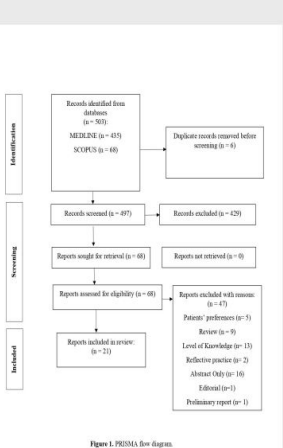 Identification
Records identified from
databases
(n = 503):
MEDLINE (n = 435)
SCOPUS (n = 68)
Duplicate records removed before
screening (n = 6)
Screening
Records screened (n = 497)
Records excluded (n = 429)
Reports sought for retrieval (n = 68)
Reports not retrieved (n = 0)
Reports assessed for eligibility (n = 68)
Reports excluded with reasons:
(n = 47)
Patients' preferences (n= 5)
Review (n = 9)
Level of Knowledge (n= 13)
Reflective practice (n= 2)
Abstract Only (n= 16)
Editorial (n=1)
Preliminary report (n= 1)
Included
Reports included in review
(n = 21)
Figure 1. PRISMA flow diagram.